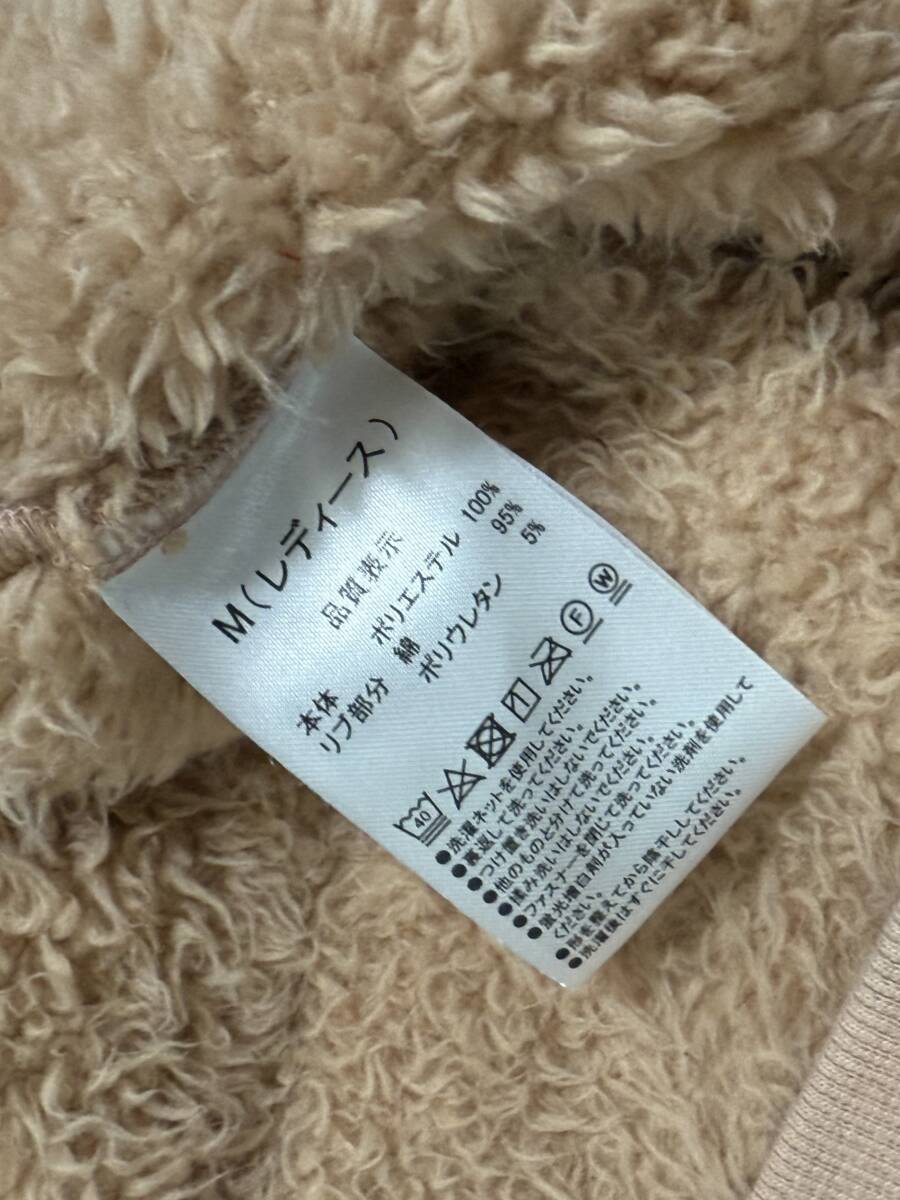 M(レディース)
品質表示
本体 ポリエステル 100%
リブ部分 綿 95%
ポリウレタン 5%
40
F W
●洗濯ネットを使用してください。
●裏返して洗ってください。
●つけ置き洗いはしないでください。
●他のものと分けて洗ってください。
●揉み洗いはしないでください。
●ファスナーを閉じて洗ってください。
●蛍光増白剤が入っていない洗剤を使用して
ください。
●形を整えてから陰干ししてください。
●洗濯後はすぐに干してください。